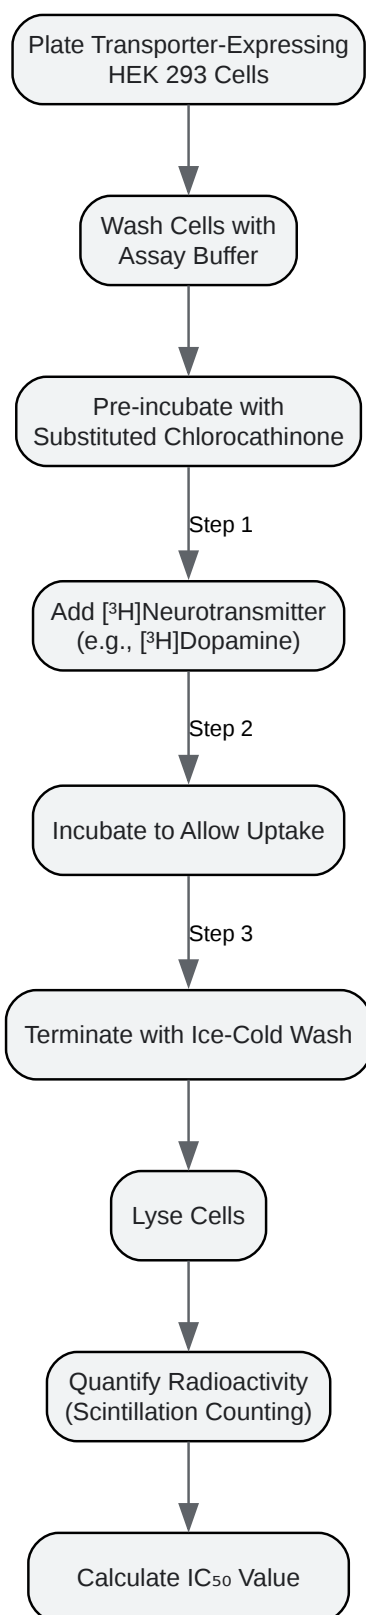 Plate Transporter-Expressing
HEK 293 Cells
Wash Cells with
Assay Buffer
Pre-incubate with
Substituted Chlorocathinone
Step 1
Add [³H]Neurotransmitter
(e.g., [³H]Dopamine)
Step 2
Incubate to Allow Uptake
Step 3
Terminate with Ice-Cold Wash
Lyse Cells
Quantify Radioactivity
(Scintillation Counting)
Calculate IC₅₀ Value